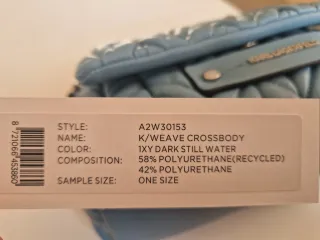 STYLE: A2W30153
NAME: K/WEAVE CROSSBODY
COLOR: 1XY DARK STILL WATER
COMPOSITION: 58% POLYURETHANE(RECYCLED)
42% POLYURETHANE
SAMPLE SIZE: ONE SIZE